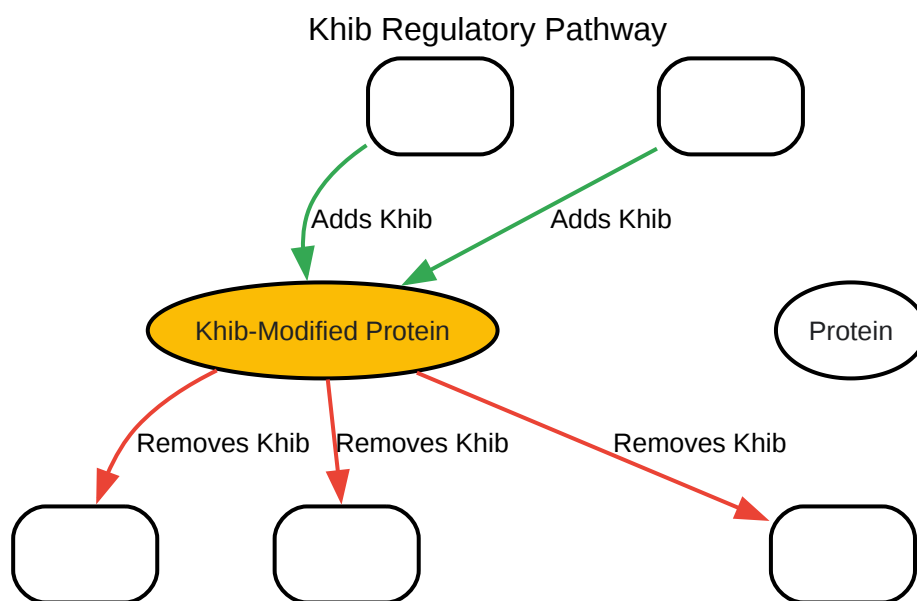 Khib Regulatory Pathway
Adds Khib
Adds Khib
Khib-Modified Protein
Protein
Removes Khib
Removes Khib
Removes Khib